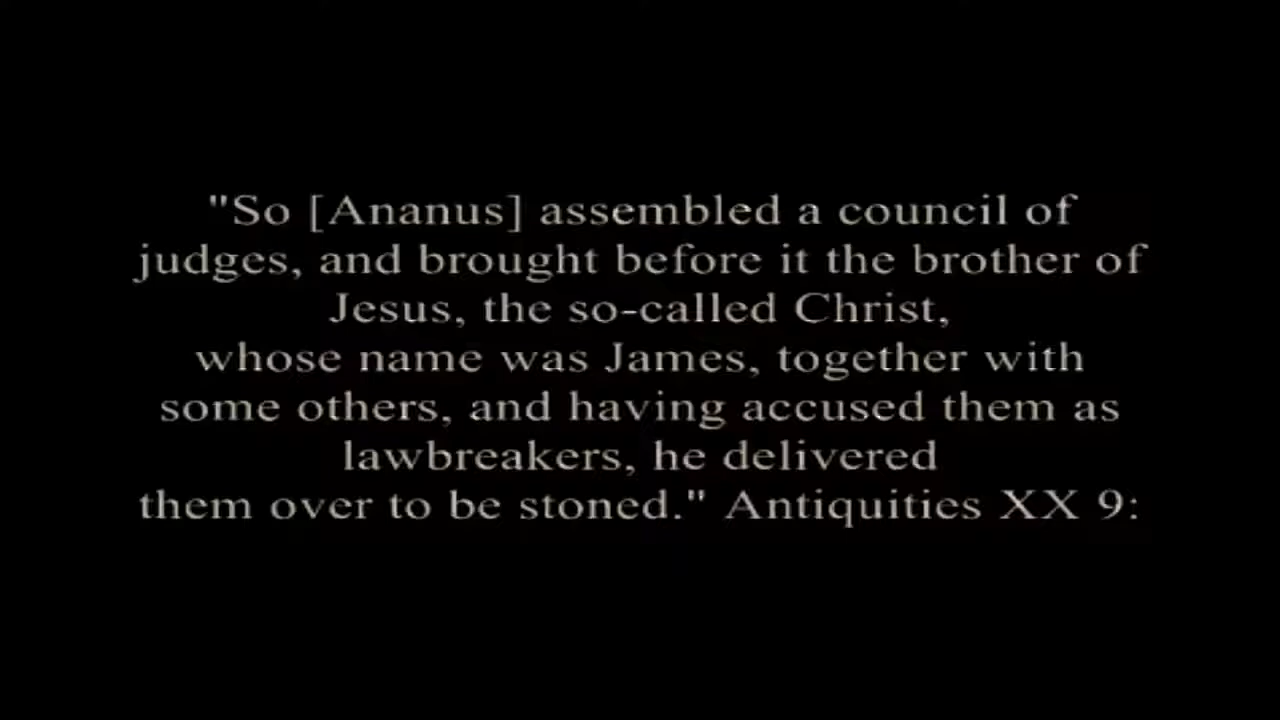 "So [Ananus] assembled a council of
judges, and brought before it the brother of
Jesus, the so-called Christ,
whose name was James, together with
some others, and having accused them as
lawbreakers, he delivered
them over to be stoned." Antiquities XX 9: